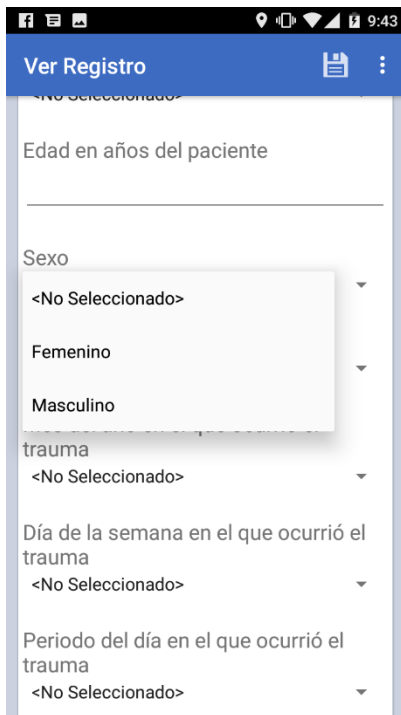 9:43
Ver Registro
<No Seleccionado>
Edad en años del paciente
Sexo
<No Seleccionado>
Femenino
Masculino
trauma
<No Seleccionado>
Día de la semana en el que ocurrió el
trauma
<No Seleccionado>
Periodo del día en el que ocurrió el
trauma
<No Seleccionado>